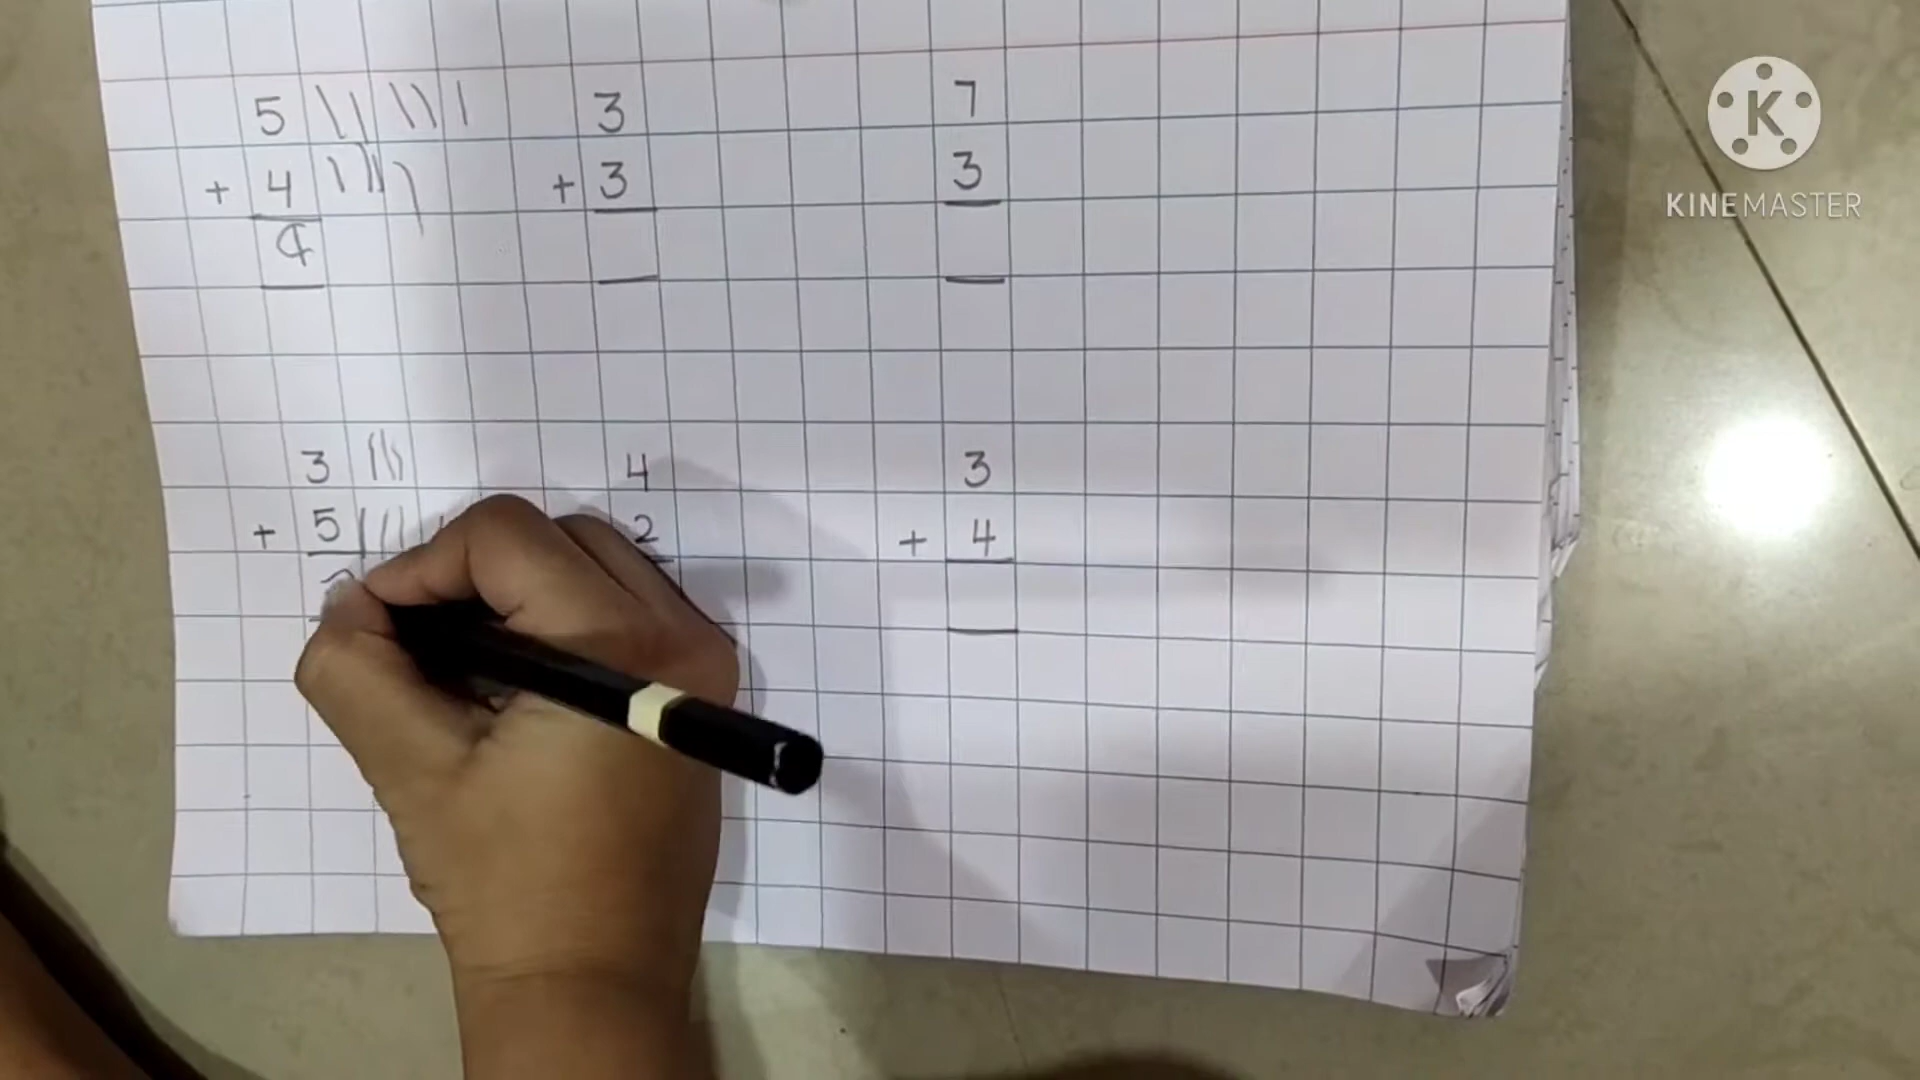 5 3 7
+ 4 + 3 3
9
3 4 3
+ 5 2 + 4
K
KINEMASTER